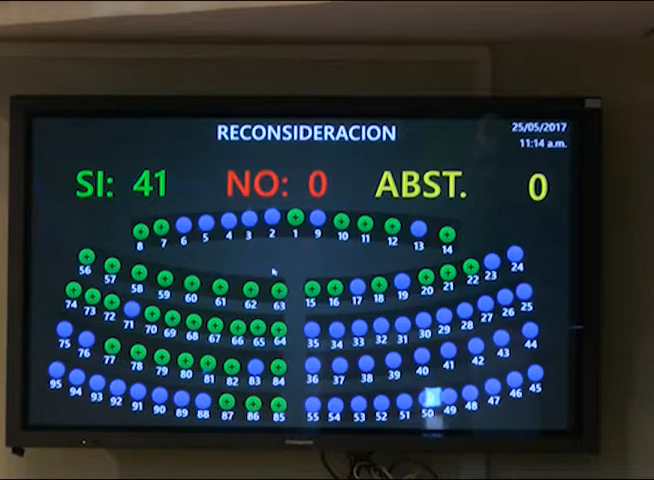 RECONSIDERACION
25/05/2017
11:14 a.m.
SI: 41 NO: 0 ABST. 0
8 7 6 5 4 3 2 1 9 10 11 12 13 14
56 57 58 59 60 61 62 63 15 16 17 18 19 20 21 22 23 24
74 73 72 71 70 69 68 67 66 65 64 35 34 33 32 31 30 29 28 27 26 25
75 76 77 78 79 80 81 82 83 84 36 37 38 39 40 41 42 43 44
95 94 93 92 91 90 89 88 87 86 85 55 54 53 52 51 50 49 48 47 46 45